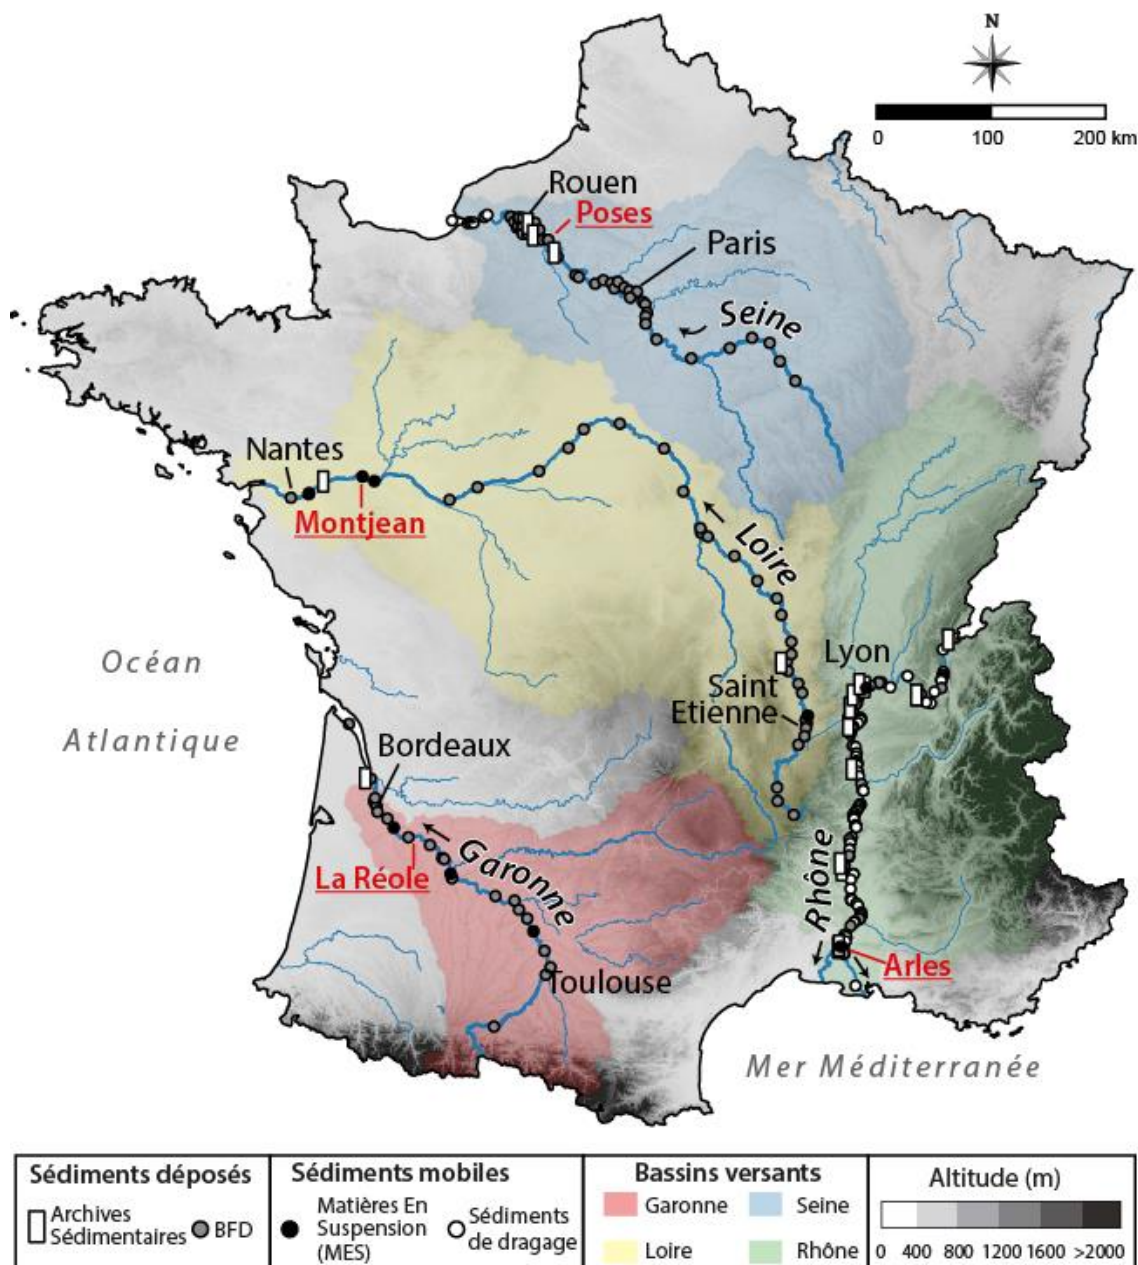 N
0 100 200 km
Rouen
Poses
Paris
Seine
Nantes
Montjean
Loire
Océan
Atlantique
Lyon
Saint
Etienne
Bordeaux
La Réole
Garonne
Rhône
Toulouse
Arles
Mer Méditerranée
Sédiments déposés
Archives
Sédimentaires
BFD
Sédiments mobiles
Matières En
Suspension
(MES)
Sédiments
de dragage
Bassins versants
Garonne
Seine
Loire
Rhône
Altitude (m)
0 400 800 1200 1600 >2000